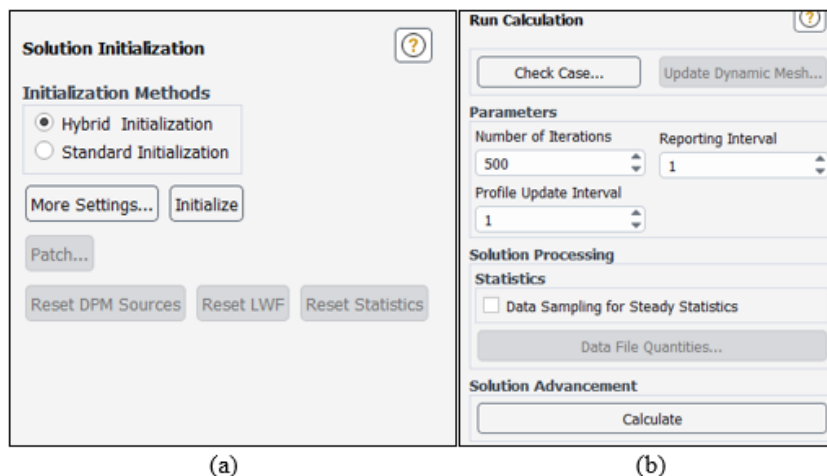 Solution Initialization
?
Initialization Methods
Hybrid Initialization
Standard Initialization
More Settings... Initialize
Patch...
Reset DPM Sources Reset LWF Reset Statistics
(a)
Run Calculation
?
Check Case... Update Dynamic Mesh...
Parameters
Number of Iterations Reporting Interval
500 1
Profile Update Interval
1
Solution Processing
Statistics
Data Sampling for Steady Statistics
Data File Quantities...
Solution Advancement
Calculate
(b)